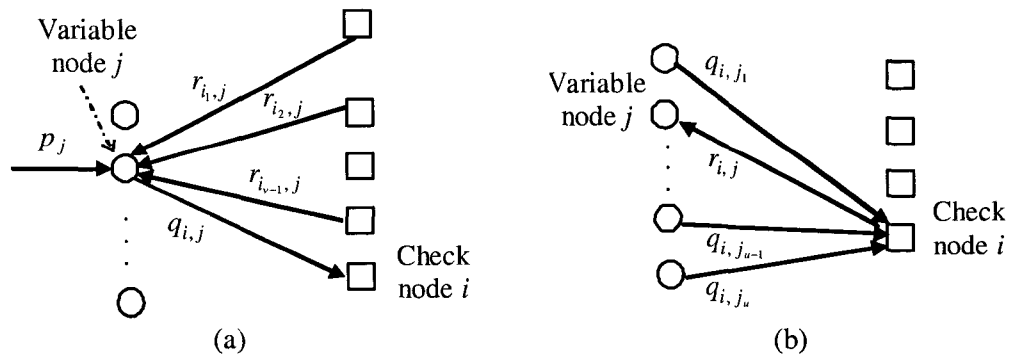 Variable
node j
p_j
r_{i_1,j}
r_{i_2,j}
r_{i_{v-1},j}
q_{i,j}
Check
node i
(a)
Variable
node j
q_{i,j_1}
r_{i,j}
q_{i,j_{u-1}}
q_{i,j_u}
Check
node i
(b)